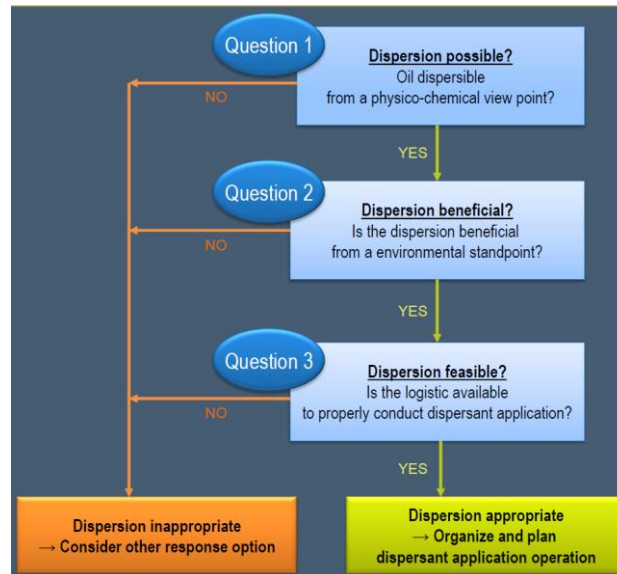 Question 1
Dispersion possible?
Oil dispersible
from a physico-chemical view point?
NO
YES
Question 2
Dispersion beneficial?
Is the dispersion beneficial
from a environmental standpoint?
NO
YES
Question 3
Dispersion feasible?
Is the logistic available
to properly conduct dispersant application?
NO
YES
Dispersion inappropriate
→ Consider other response option
Dispersion appropriate
→ Organize and plan
dispersant application operation